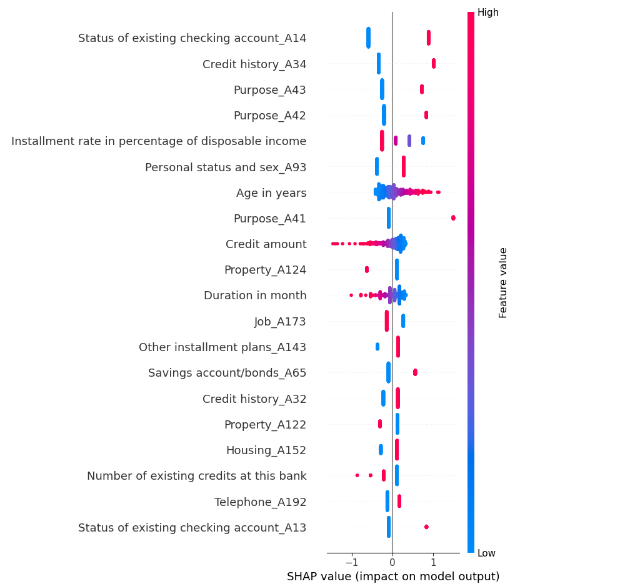 High
Status of existing checking account_A14
Credit history_A34
Purpose_A43
Purpose_A42
Installment rate in percentage of disposable income
Personal status and sex_A93
Age in years
Purpose_A41
Credit amount
Property_A124
Duration in month
Job_A173
Other installment plans_A143
Savings account/bonds_A65
Credit history_A32
Property_A122
Housing_A152
Number of existing credits at this bank
Telephone_A192
Status of existing checking account_A13
Feature value
Low
−1 0 1
SHAP value (impact on model output)